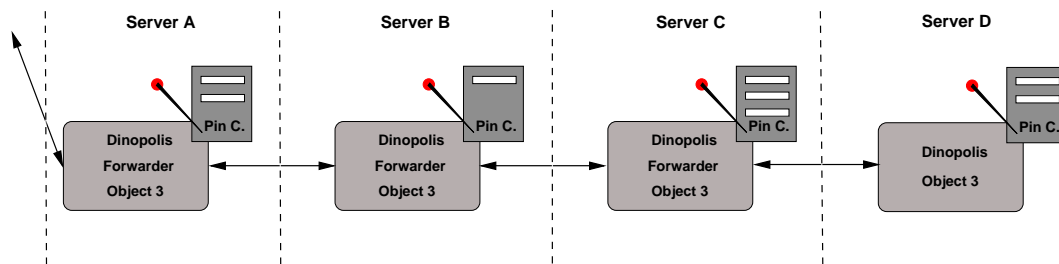 Server A
Server B
Server C
Server D
Pin C.
Pin C.
Pin C.
Pin C.
Dinopolis
Forwarder
Object 3
Dinopolis
Forwarder
Object 3
Dinopolis
Forwarder
Object 3
Dinopolis
Object 3